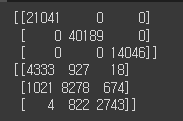 [[21041     0     0]
 [    0 40189     0]
 [    0     0 14046]]
[[4333  927   18]
 [1021 8278  674]
 [   4  822 2743]]